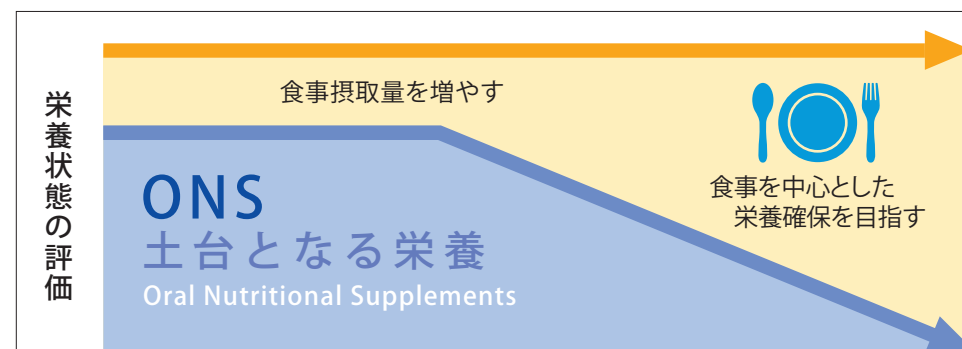 栄養状態の評価
食事摂取量を増やす
ONS
土台となる栄養
Oral Nutritional Supplements
食事を中心とした
栄養確保を目指す